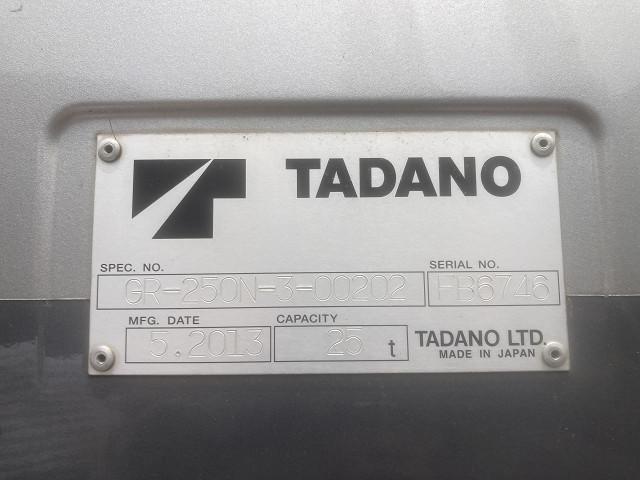 TADANO
SPEC. NO. SERIAL NO.
GR-250N-3-00202 FB6746
MFG. DATE CAPACITY
5.2013 25 t TADANO LTD.
MADE IN JAPAN